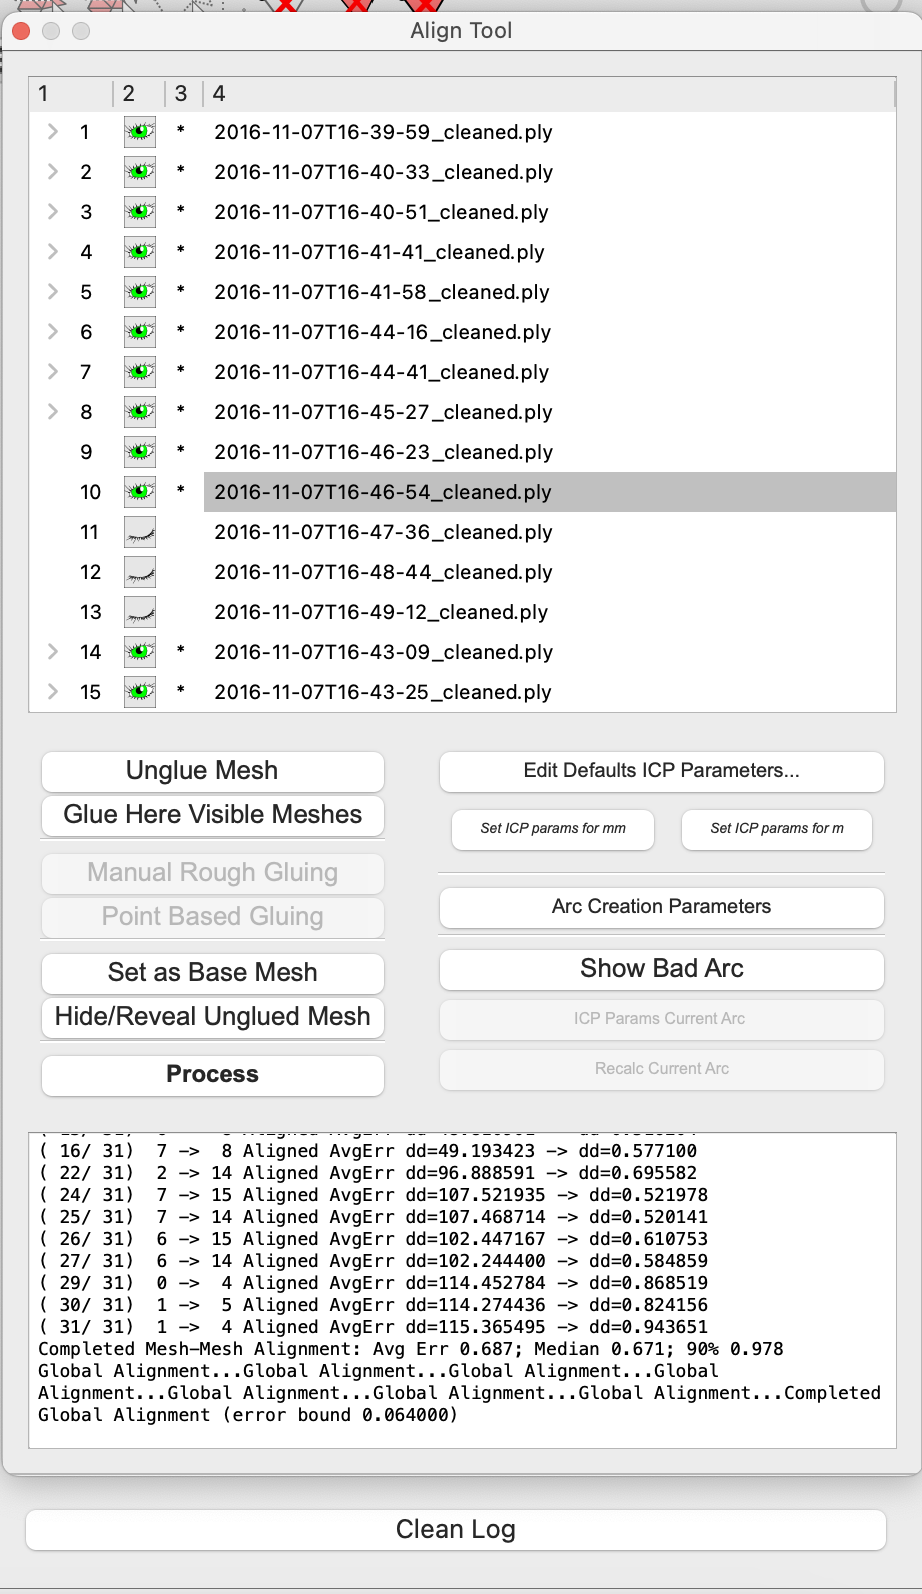 Align Tool
1 2 3 4
1 * 2016-11-07T16-39-59_cleaned.ply
2 * 2016-11-07T16-40-33_cleaned.ply
3 * 2016-11-07T16-40-51_cleaned.ply
4 * 2016-11-07T16-41-41_cleaned.ply
5 * 2016-11-07T16-41-58_cleaned.ply
6 * 2016-11-07T16-44-16_cleaned.ply
7 * 2016-11-07T16-44-41_cleaned.ply
8 * 2016-11-07T16-45-27_cleaned.ply
9 * 2016-11-07T16-46-23_cleaned.ply
10 * 2016-11-07T16-46-54_cleaned.ply
11 2016-11-07T16-47-36_cleaned.ply
12 2016-11-07T16-48-44_cleaned.ply
13 2016-11-07T16-49-12_cleaned.ply
14 * 2016-11-07T16-43-09_cleaned.ply
15 * 2016-11-07T16-43-25_cleaned.ply
Unglue Mesh
Glue Here Visible Meshes
Manual Rough Gluing
Point Based Gluing
Set as Base Mesh
Hide/Reveal Unglued Mesh
Process
Edit Defaults ICP Parameters...
Set ICP params for mm
Set ICP params for m
Arc Creation Parameters
Show Bad Arc
ICP Params Current Arc
Recalc Current Arc
( 16/ 31) 7 -> 8 Aligned AvgErr dd=49.193423 -> dd=0.577100
( 22/ 31) 2 -> 14 Aligned AvgErr dd=96.888591 -> dd=0.695582
( 24/ 31) 7 -> 15 Aligned AvgErr dd=107.521935 -> dd=0.521978
( 25/ 31) 7 -> 14 Aligned AvgErr dd=107.468714 -> dd=0.520141
( 26/ 31) 6 -> 15 Aligned AvgErr dd=102.447167 -> dd=0.610753
( 27/ 31) 6 -> 14 Aligned AvgErr dd=102.244400 -> dd=0.584859
( 29/ 31) 0 -> 4 Aligned AvgErr dd=114.452784 -> dd=0.868519
( 30/ 31) 1 -> 5 Aligned AvgErr dd=114.274436 -> dd=0.824156
( 31/ 31) 1 -> 4 Aligned AvgErr dd=115.365495 -> dd=0.943651
Completed Mesh-Mesh Alignment: Avg Err 0.687; Median 0.671; 90% 0.978
Global Alignment...Global Alignment...Global Alignment...Global
Alignment...Global Alignment...Global Alignment...Global Alignment...Completed
Global Alignment (error bound 0.064000)
Clean Log